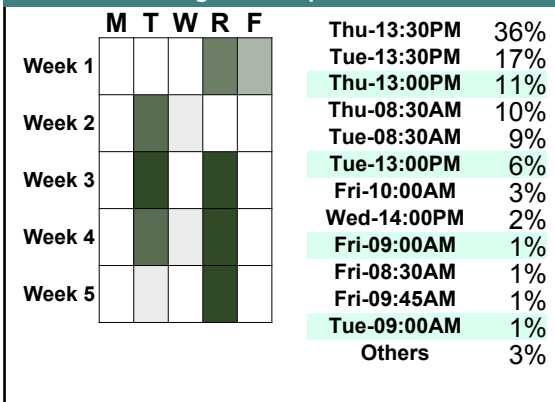 M T W R F
Week 1
Week 2
Week 3
Week 4
Week 5
Thu-13:30PM 36%
Tue-13:30PM 17%
Thu-13:00PM 11%
Thu-08:30AM 10%
Tue-08:30AM 9%
Tue-13:00PM 6%
Fri-10:00AM 3%
Wed-14:00PM 2%
Fri-09:00AM 1%
Fri-08:30AM 1%
Fri-09:45AM 1%
Tue-09:00AM 1%
Others 3%